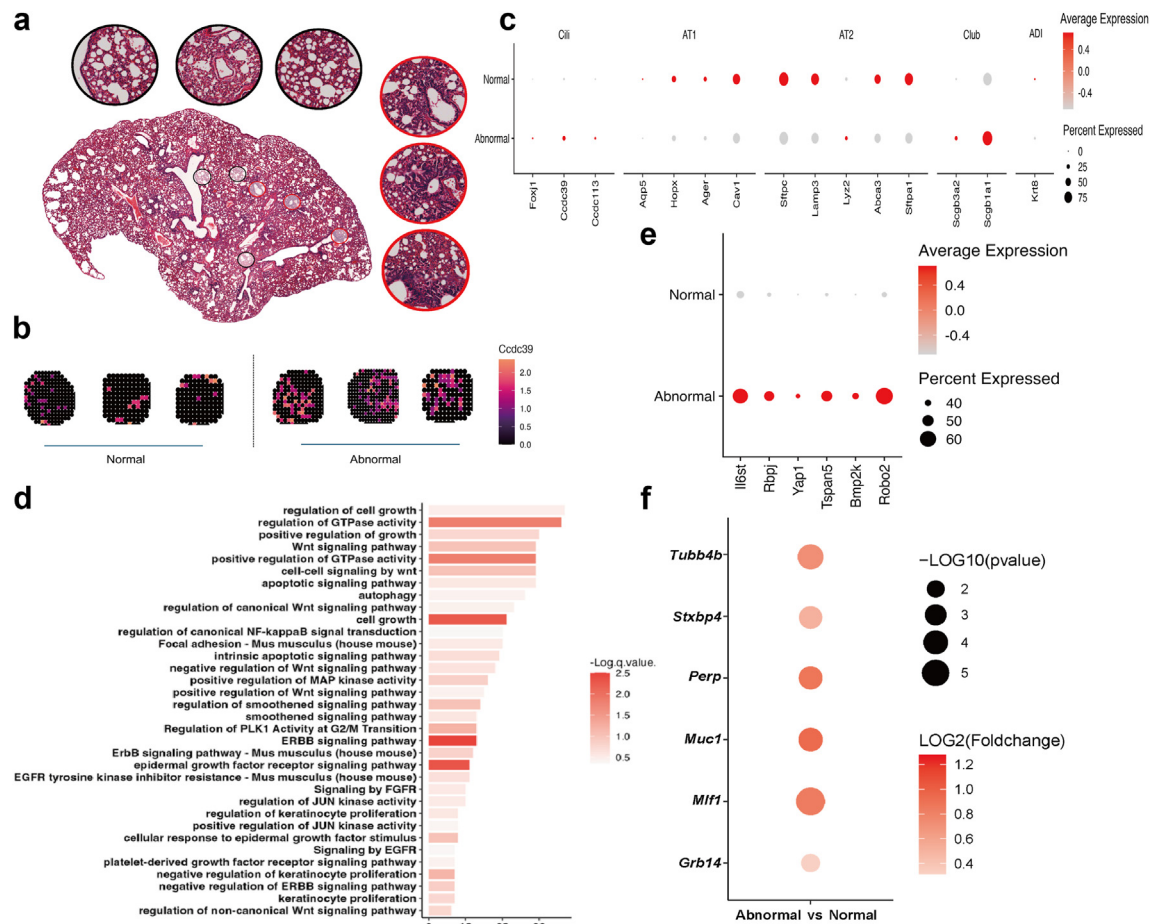 a
b
Ccdc39
2.0
1.5
1.0
0.5
0.0
Normal
Abnormal
c
Cili
AT1
AT2
Club
ADI
Normal
Abnormal
Foxj1
Ccdc39
Ccdc113
Aqp5
Hopx
Ager
Cav1
Sftpc
Lamp3
Lyz2
Abca3
Sftpa1
Scgb3a2
Scgb1a1
Krt8
Average Expression
0.4
0.0
-0.4
Percent Expressed
0
25
50
75
d
regulation of cell growth
regulation of GTPase activity
positive regulation of growth
Wnt signaling pathway
positive regulation of GTPase activity
cell-cell signaling by wnt
apoptotic signaling pathway
autophagy
regulation of canonical Wnt signaling pathway
cell growth
regulation of canonical NF-kappaB signal transduction
Focal adhesion - Mus musculus (house mouse)
intrinsic apoptotic signaling pathway
negative regulation of Wnt signaling pathway
positive regulation of MAP kinase activity
positive regulation of Wnt signaling pathway
regulation of smoothened signaling pathway
smoothened signaling pathway
Regulation of PLK1 Activity at G2/M Transition
ERBB signaling pathway
ErbB signaling pathway - Mus musculus (house mouse)
epidermal growth factor receptor signaling pathway
EGFR tyrosine kinase inhibitor resistance - Mus musculus (house mouse)
Signaling by FGFR
regulation of JUN kinase activity
regulation of keratinocyte proliferation
positive regulation of JUN kinase activity
cellular response to epidermal growth factor stimulus
Signaling by EGFR
platelet-derived growth factor receptor signaling pathway
negative regulation of keratinocyte proliferation
negative regulation of ERBB signaling pathway
keratinocyte proliferation
regulation of non-canonical Wnt signaling pathway
-Log.q.value.
2.5
2.0
1.5
1.0
0.5
e
Normal
Abnormal
Il6st
Rbpj
Yap1
Tspan5
Bmp2k
Robo2
Average Expression
0.4
0.0
-0.4
Percent Expressed
40
50
60
f
Tubb4b
Stxbp4
Perp
Muc1
Mlf1
Grb14
Abnormal vs Normal
-LOG10(pvalue)
2
3
4
5
LOG2(Foldchange)
1.2
1.0
0.8
0.6
0.4